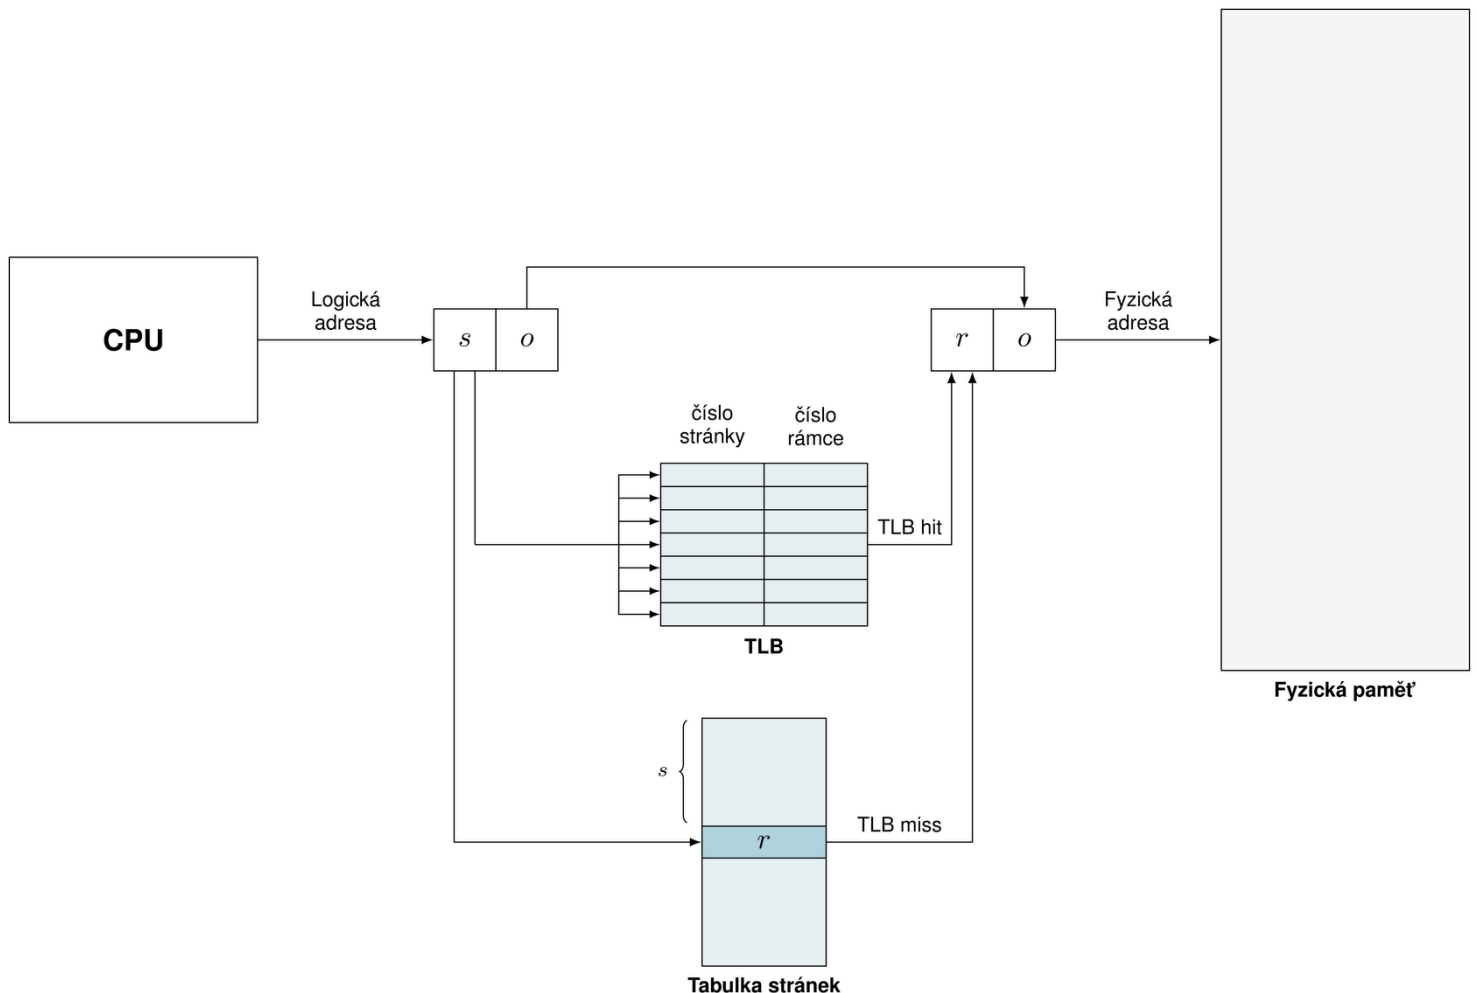 Logická
adresa
CPU
s
o
r
o
Fyzická
adresa
číslo
stránky
číslo
rámce
TLB hit
TLB
Fyzická paměť
s
r
TLB miss
Tabulka stránek